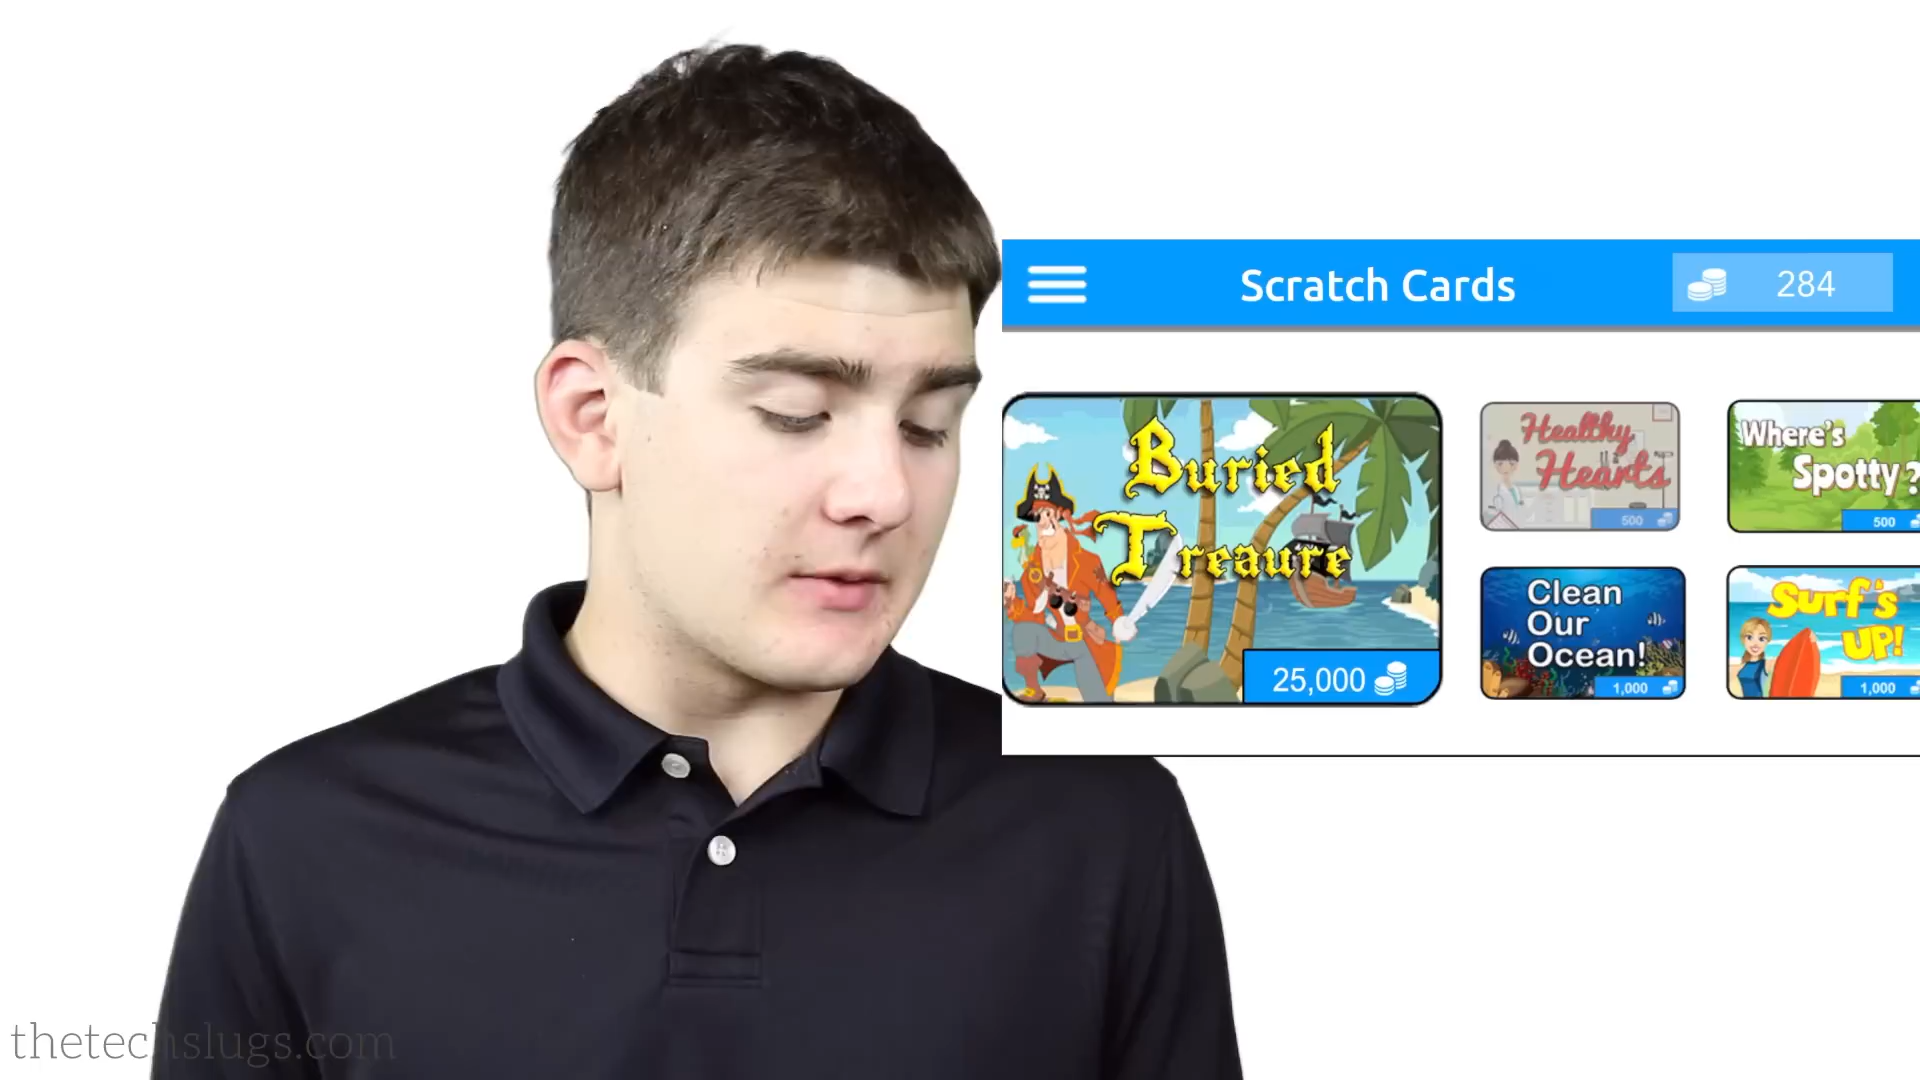 Scratch Cards
284
Buried
Treaure
25,000
Healthy
Hearts
500
Where's
Spotty?
500
Clean
Our
Ocean!
1,000
Surf's
UP!
1,000
thetechslugs.com